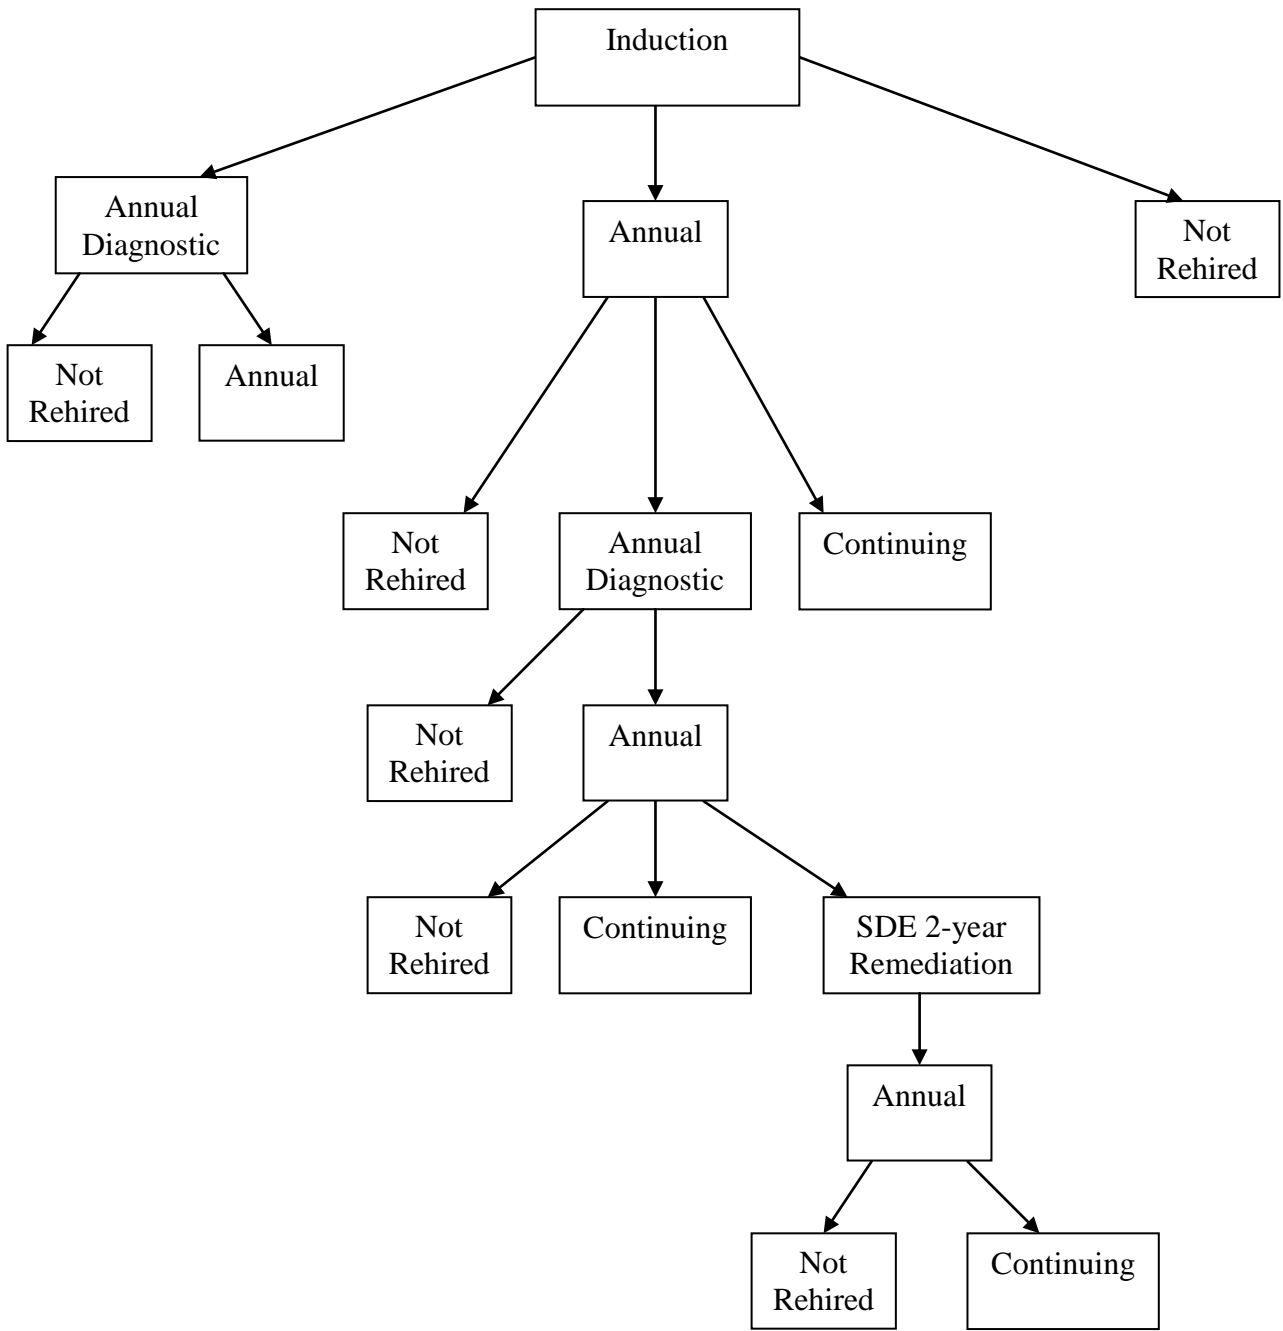 Induction
Annual
Diagnostic
Annual
Not
Rehired
Not
Rehired
Annual
Not
Rehired
Annual
Diagnostic
Continuing
Not
Rehired
Annual
Not
Rehired
Continuing
SDE 2-year
Remediation
Annual
Not
Rehired
Continuing